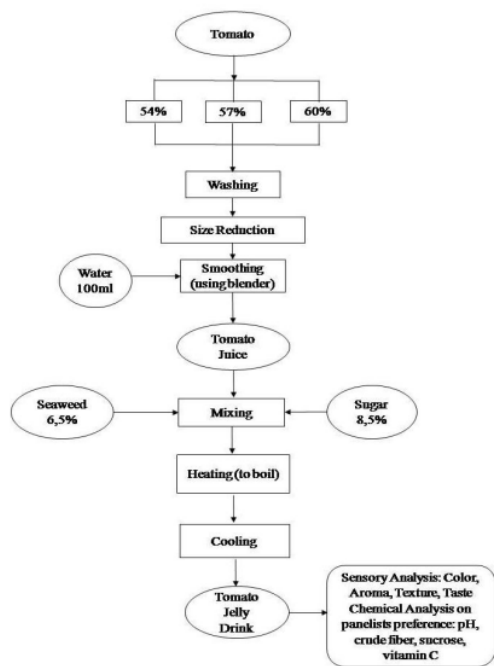 Tomato
54%
57%
60%
Washing
Size Reduction
Water
100ml
Smoothing
(using blender)
Tomato
Juice
Seaweed
6,5%
Mixing
Sugar
8,5%
Heating (to boil)
Cooling
Tomato
Jelly
Drink
Sensory Analysis: Color,
Aroma, Texture, Taste
Chemical Analysis on
panelists preference: pH,
crude fiber, sucrose,
vitamin C